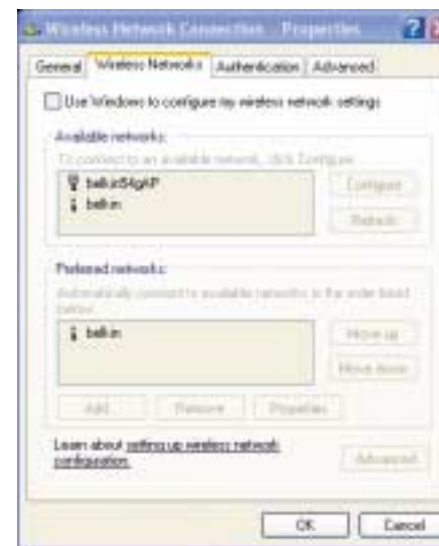 Wireless Network Connection - Properties
General Wireless Networks Authentication Advanced
Use Windows to configure my wireless network settings
Available networks:
To connect to an available network, click Configure
belkin54gAP
Configure
belkin
Refresh
Preferred networks:
Automatically connect to available networks in the order listed
below:
belkin
Move up
Move down
Add... Remove Properties
Learn about setting up wireless network
configuration.
Advanced
OK Cancel